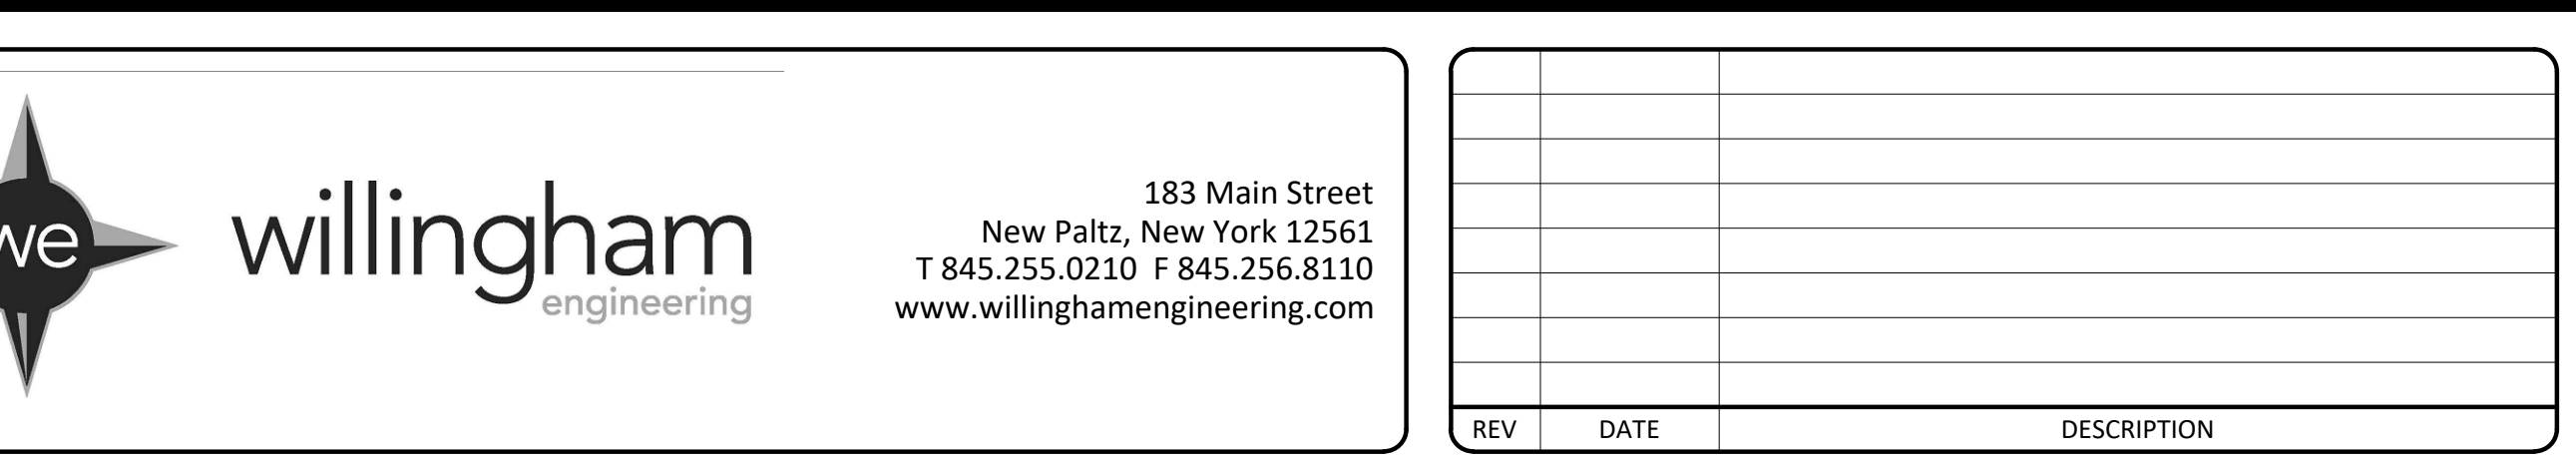 we
willingham
engineering
183 Main Street
New Paltz, New York 12561
T 845.255.0210 F 845.256.8110
www.willinghamengineering.com
REV DATE DESCRIPTION